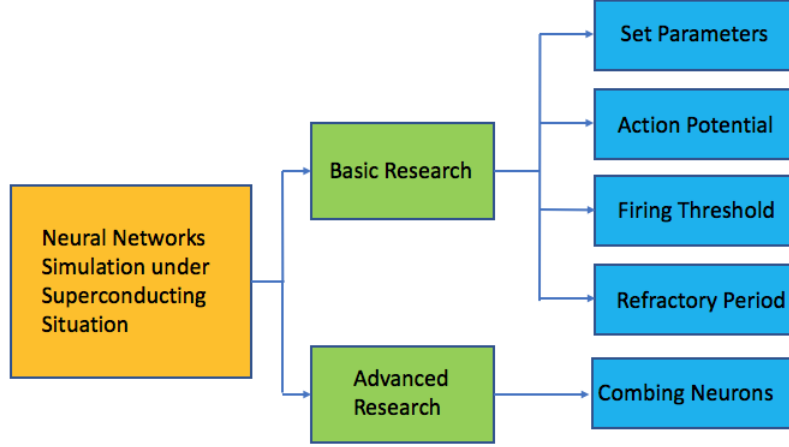 Neural Networks
Simulation under
Superconducting
Situation
Basic Research
Advanced
Research
Set Parameters
Action Potential
Firing Threshold
Refractory Period
Combing Neurons